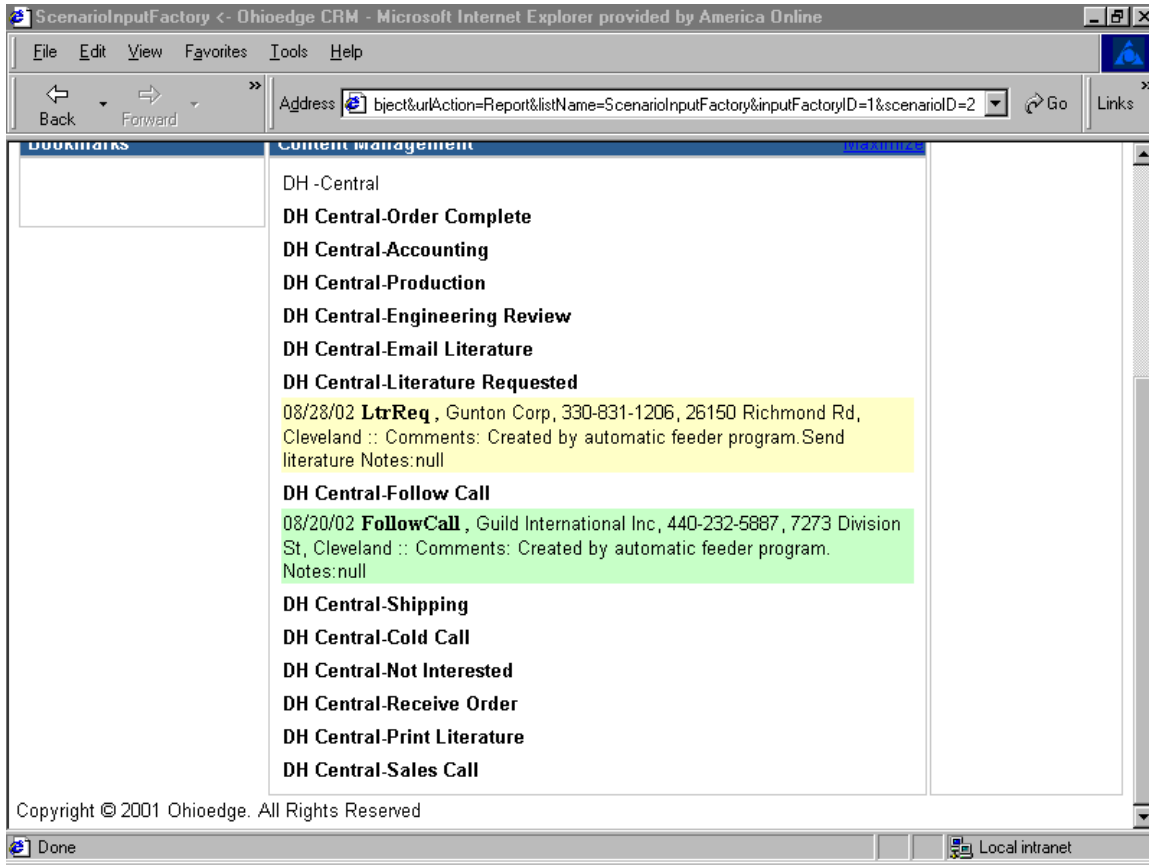 ScenarioInputFactory <- Ohioedge CRM - Microsoft Internet Explorer provided by America Online
File Edit View Favorites Tools Help
Back Forward » Address bject&urlAction=Report&listName=ScenarioInputFactory&inputFactoryID=1&scenarioID=2 Go Links »
Bookmarks Content Management Maximize
DH -Central
DH Central-Order Complete
DH Central-Accounting
DH Central-Production
DH Central-Engineering Review
DH Central-Email Literature
DH Central-Literature Requested
08/28/02 LtrReq , Gunton Corp, 330-831-1206, 26150 Richmond Rd,
Cleveland :: Comments: Created by automatic feeder program.Send
literature Notes:null
DH Central-Follow Call
08/20/02 FollowCall , Guild International Inc, 440-232-5887, 7273 Division
St, Cleveland :: Comments: Created by automatic feeder program.
Notes:null
DH Central-Shipping
DH Central-Cold Call
DH Central-Not Interested
DH Central-Receive Order
DH Central-Print Literature
DH Central-Sales Call
Copyright © 2001 Ohioedge. All Rights Reserved
Done Local intranet